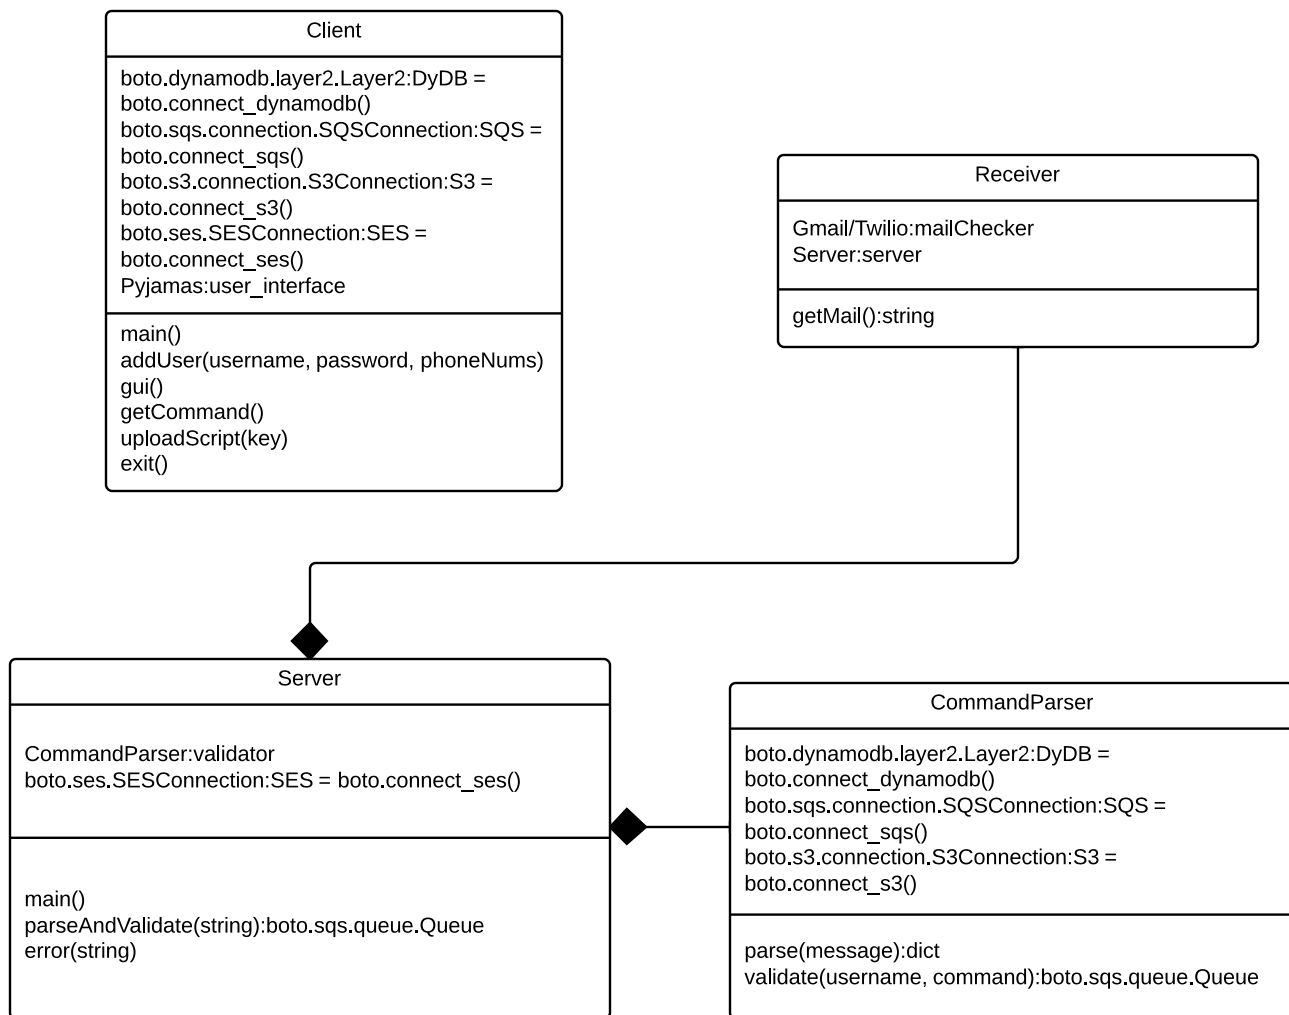 Client
boto.dynamodb.layer2.Layer2:DyDB =
boto.connect_dynamodb()
boto.sqs.connection.SQSConnection:SQS =
boto.connect_sqs()
boto.s3.connection.S3Connection:S3 =
boto.connect_s3()
boto.ses.SESConnection:SES =
boto.connect_ses()
Pyjamas:user_interface
main()
addUser(username, password, phoneNums)
gui()
getCommand()
uploadScript(key)
exit()
Receiver
Gmail/Twilio:mailChecker
Server:server
getMail():string
Server
CommandParser:validator
boto.ses.SESConnection:SES = boto.connect_ses()
main()
parseAndValidate(string):boto.sqs.queue.Queue
error(string)
CommandParser
boto.dynamodb.layer2.Layer2:DyDB =
boto.connect_dynamodb()
boto.sqs.connection.SQSConnection:SQS =
boto.connect_sqs()
boto.s3.connection.S3Connection:S3 =
boto.connect_s3()
parse(message):dict
validate(username, command):boto.sqs.queue.Queue